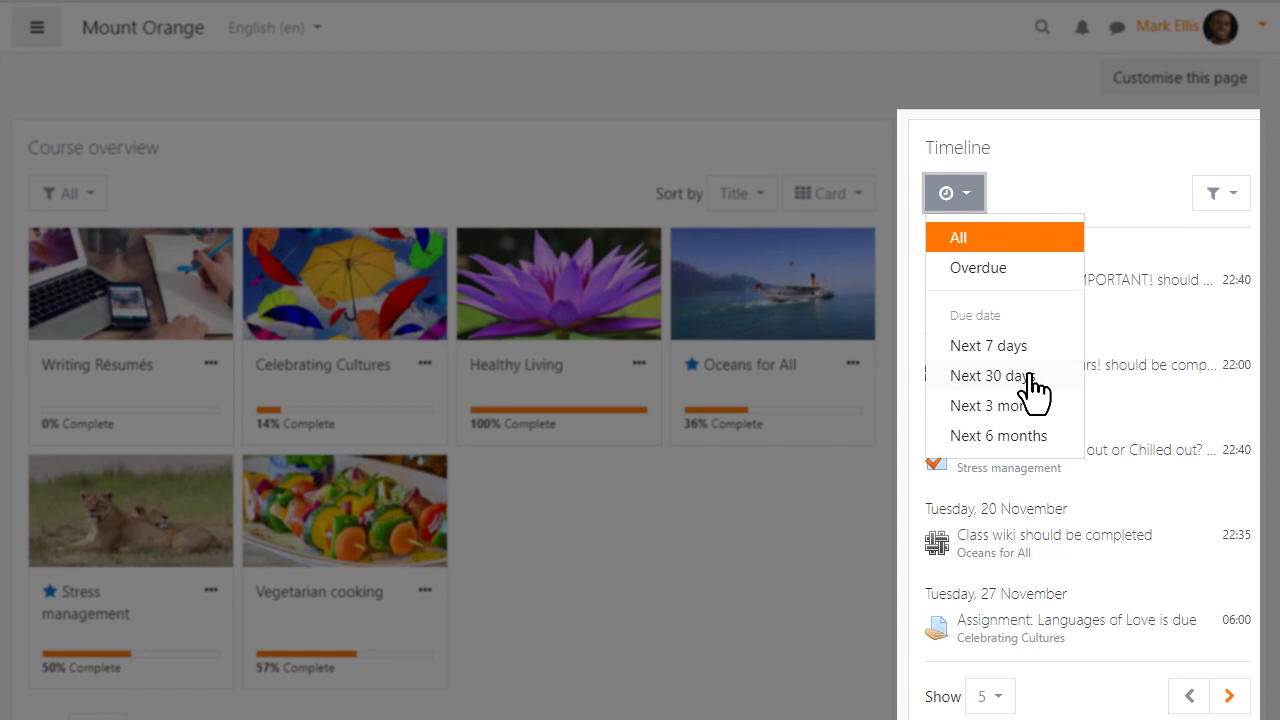 Mount Orange
English (en)
Mark Ellis
Customise this page
Course overview
All
Sort by
Title
Card
Writing Résumés
0% Complete
Celebrating Cultures
14% Complete
Healthy Living
100% Complete
Oceans for All
36% Complete
Stress
management
50% Complete
Vegetarian cooking
57% Complete
Timeline
All
Overdue
Due date
Next 7 days
Next 30 days
Next 3 mon
Next 6 months
MPORTANT! should ...
22:40
rs! should be comp...
22:00
out or Chilled out? ...
22:40
Stress management
Tuesday, 20 November
Class wiki should be completed
22:35
Oceans for All
Tuesday, 27 November
Assignment: Languages of Love is due
06:00
Celebrating Cultures
Show
5